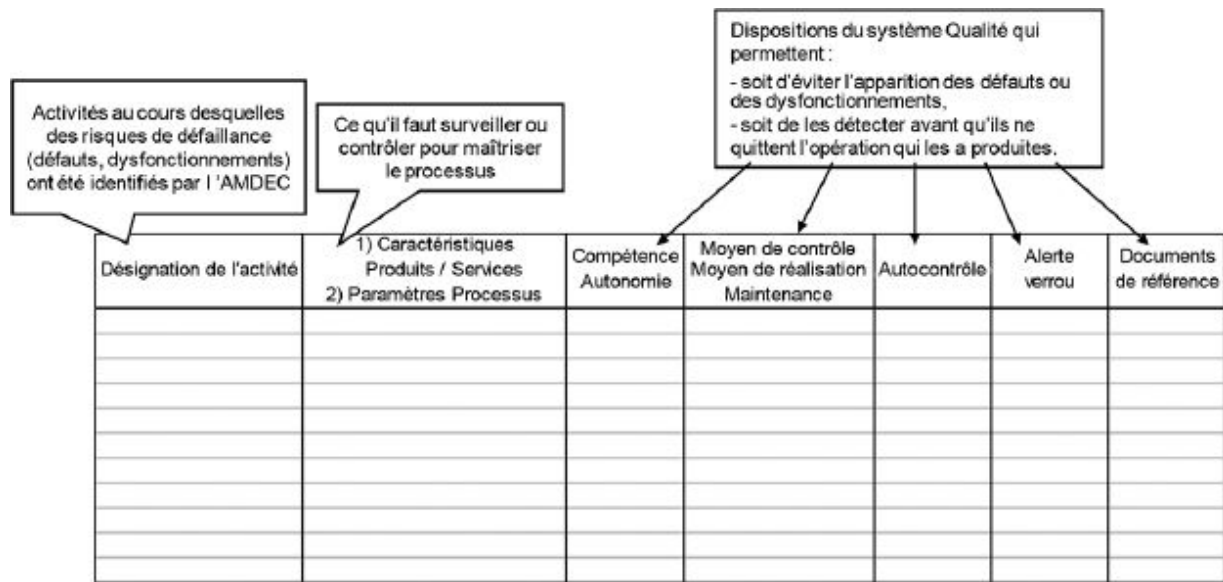 Dispositions du système Qualité qui
permettent :
- soit d'éviter l'apparition des défauts ou
des dysfonctionnements,
- soit de les détecter avant qu'ils ne
quittent l'opération qui les a produites.
Activités au cours desquelles
des risques de défaillance
(défauts, dysfonctionnements)
ont été identifiés par l 'AMDEC
Ce qu'il faut surveiller ou
contrôler pour maîtriser
le processus
Désignation de l'activité
1) Caractéristiques
Produits / Services
2) Paramètres Processus
Compétence
Autonomie
Moyen de contrôle
Moyen de réalisation
Maintenance
Autocontrôle
Alerte
verrou
Documents
de référence